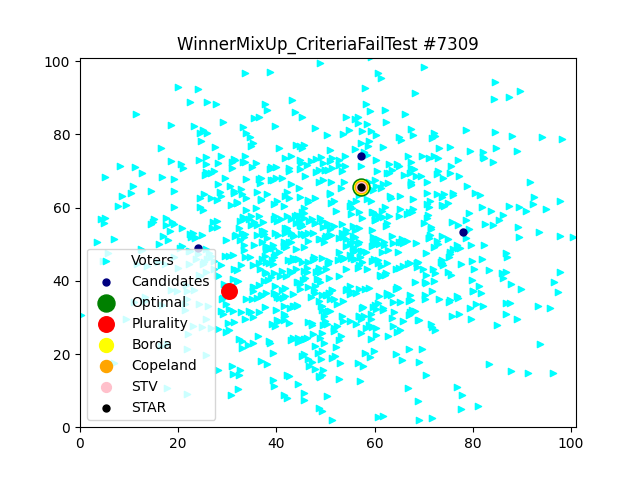 WinnerMixUp_CriteriaFailTest #7309
100
80
60
40
20
0
Voters
Candidates
Optimal
Plurality
Borda
Copeland
STV
STAR
0 20 40 60 80 100